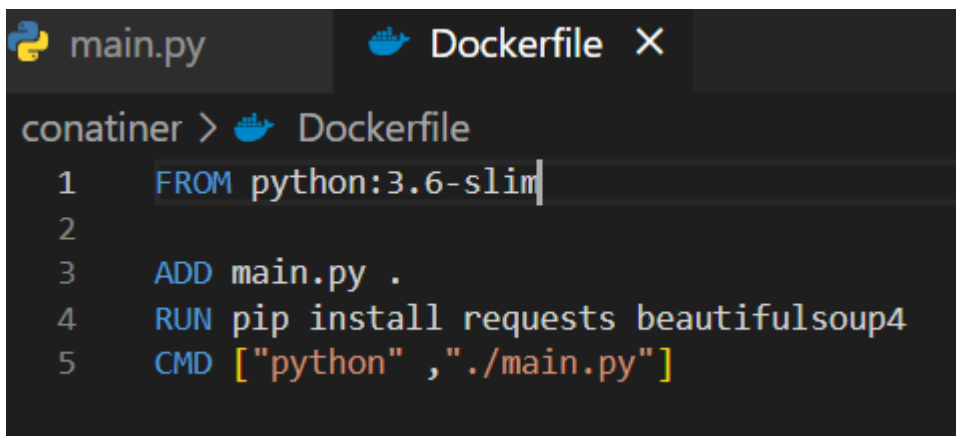 main.py Dockerfile ×
conatiner > Dockerfile
1 FROM python:3.6-slim
2
3 ADD main.py .
4 RUN pip install requests beautifulsoup4
5 CMD ["python" ,"./main.py"]